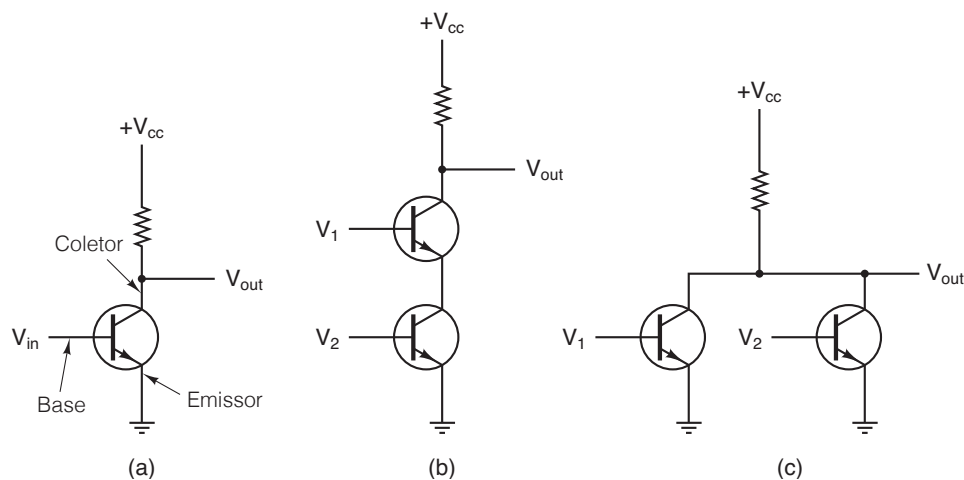 +Vcc
Coletor
Vout
Vin
Base
Emissor
(a)
+Vcc
Vout
V1
V2
(b)
+Vcc
Vout
V1
V2
(c)